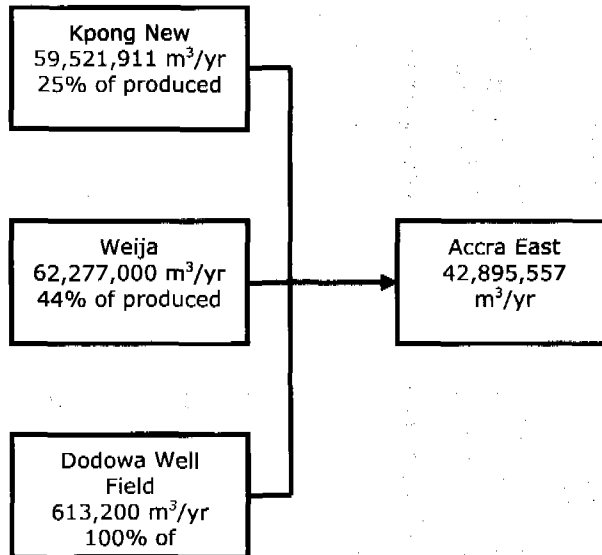 Kpong New
59,521,911 m³/yr
25% of produced
Weija
62,277,000 m³/yr
44% of produced
Dodowa Well
Field
613,200 m³/yr
100% of
Accra East
42,895,557
m³/yr